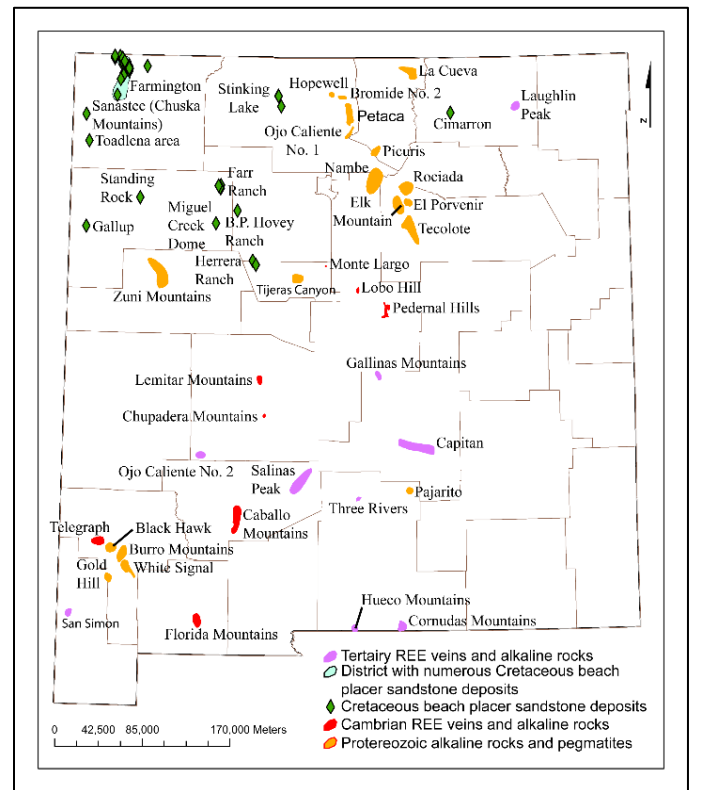 La Cueva
Hopewell
Bromide No. 2
Laughlin
Peak
Farmington
Stinking
Lake
Petaca
Sanastee (Chuska
Mountains)
Cimarron
Ojo Caliente
No. 1
Toadlena area
Picuris
Nambe
Standing
Rock
Farr
Ranch
Rociada
Elk
Mountain
El Porvenir
Miguel
Creek
Dome
B.P. Hovey
Ranch
Gallup
Tecolote
Herrera
Ranch
Monte Largo
Zuni Mountains
Tijeras Canyon
Lobo Hill
Pedernal Hills
Gallinas Mountains
Lemitar Mountains
Chupadera Mountains
Capitan
Ojo Caliente No. 2
Salinas
Peak
Pajarito
Three Rivers
Caballo
Mountains
Telegraph
Black Hawk
Burro Mountains
Gold
Hill
White Signal
Hueco Mountains
San Simon
Florida Mountains
Cornudas Mountains
N
Tertairy REE veins and alkaline rocks
District with numerous Cretaceous beach
placer sandstone deposits
Cretaceous beach placer sandstone deposits
Cambrian REE veins and alkaline rocks
Protereozoic alkaline rocks and pegmatites
0 42,500 85,000 170,000 Meters